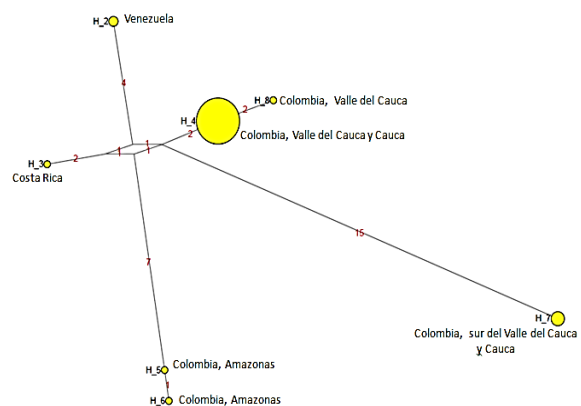 H_2 Venezuela
4
H_8 Colombia, Valle del Cauca
2
H_4
2
Colombia, Valle del Cauca y Cauca
1
1
1
2
H_3
Costa Rica
15
7
H_7
Colombia, sur del Valle del Cauca
y Cauca
H_5 Colombia, Amazonas
1
H_6 Colombia, Amazonas